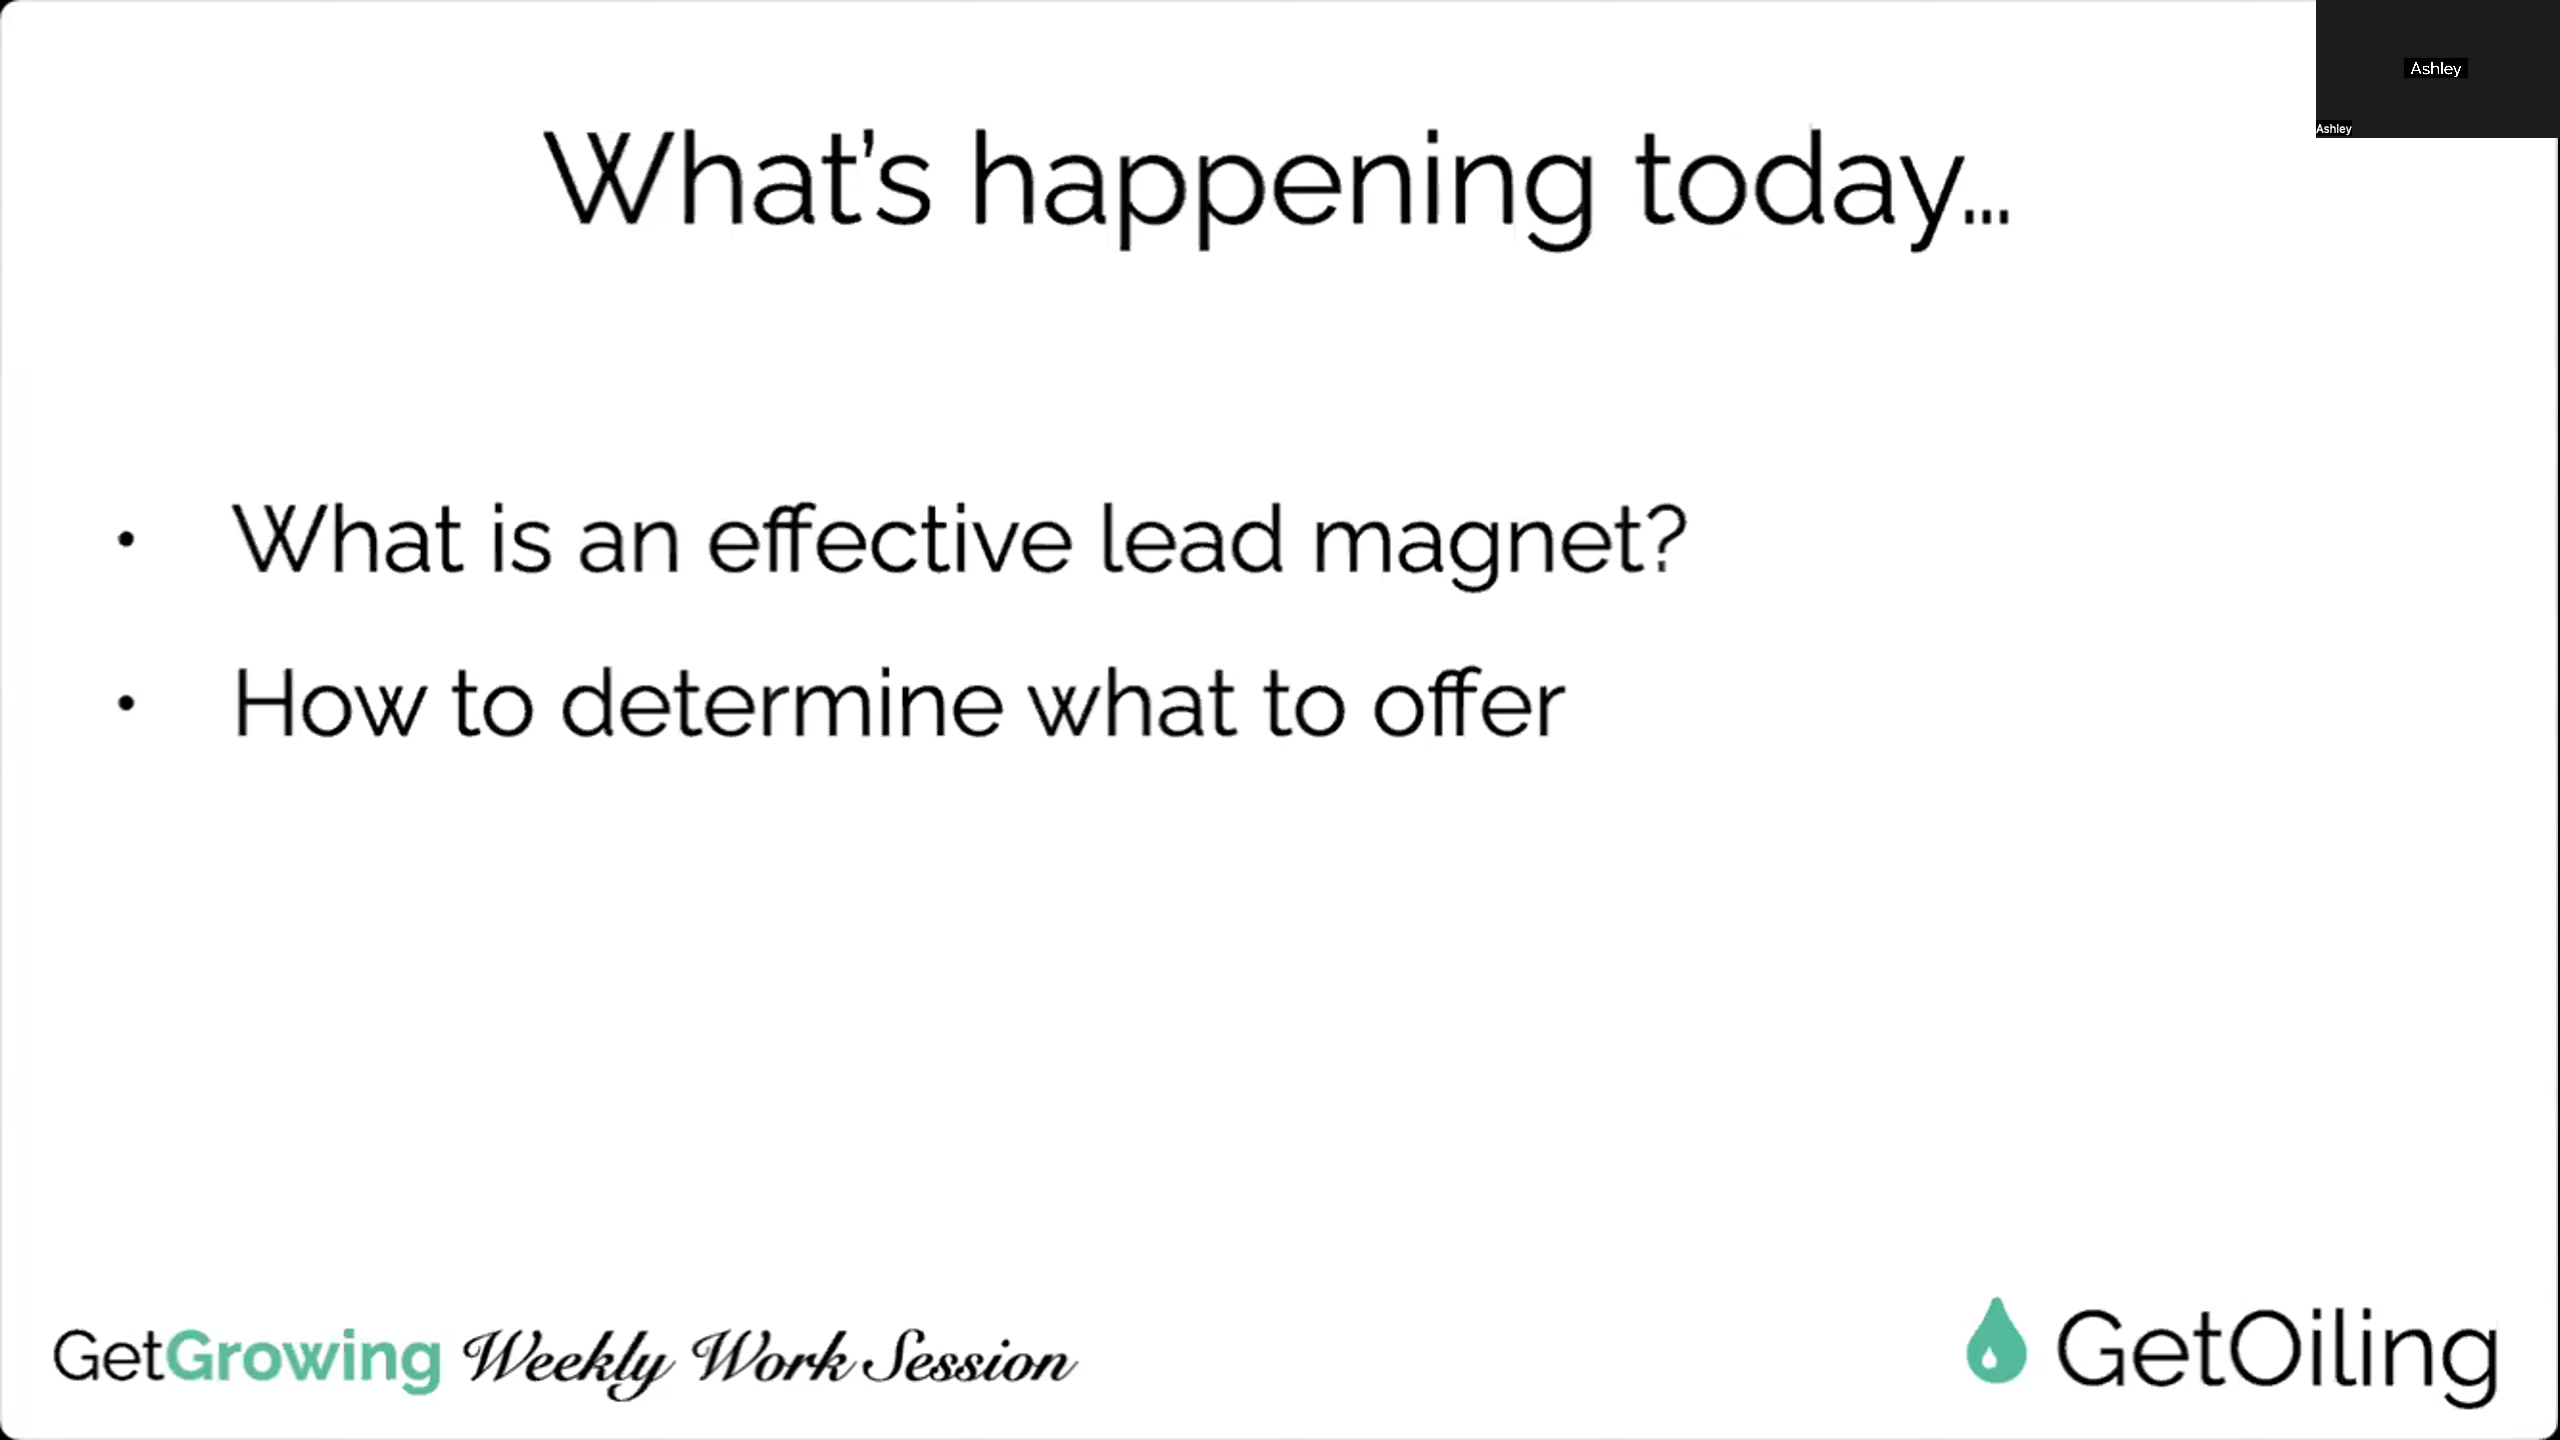 Ashley
Ashley
What's happening today...
• What is an effective lead magnet?
• How to determine what to offer
GetGrowing Weekly Work Session
GetOiling